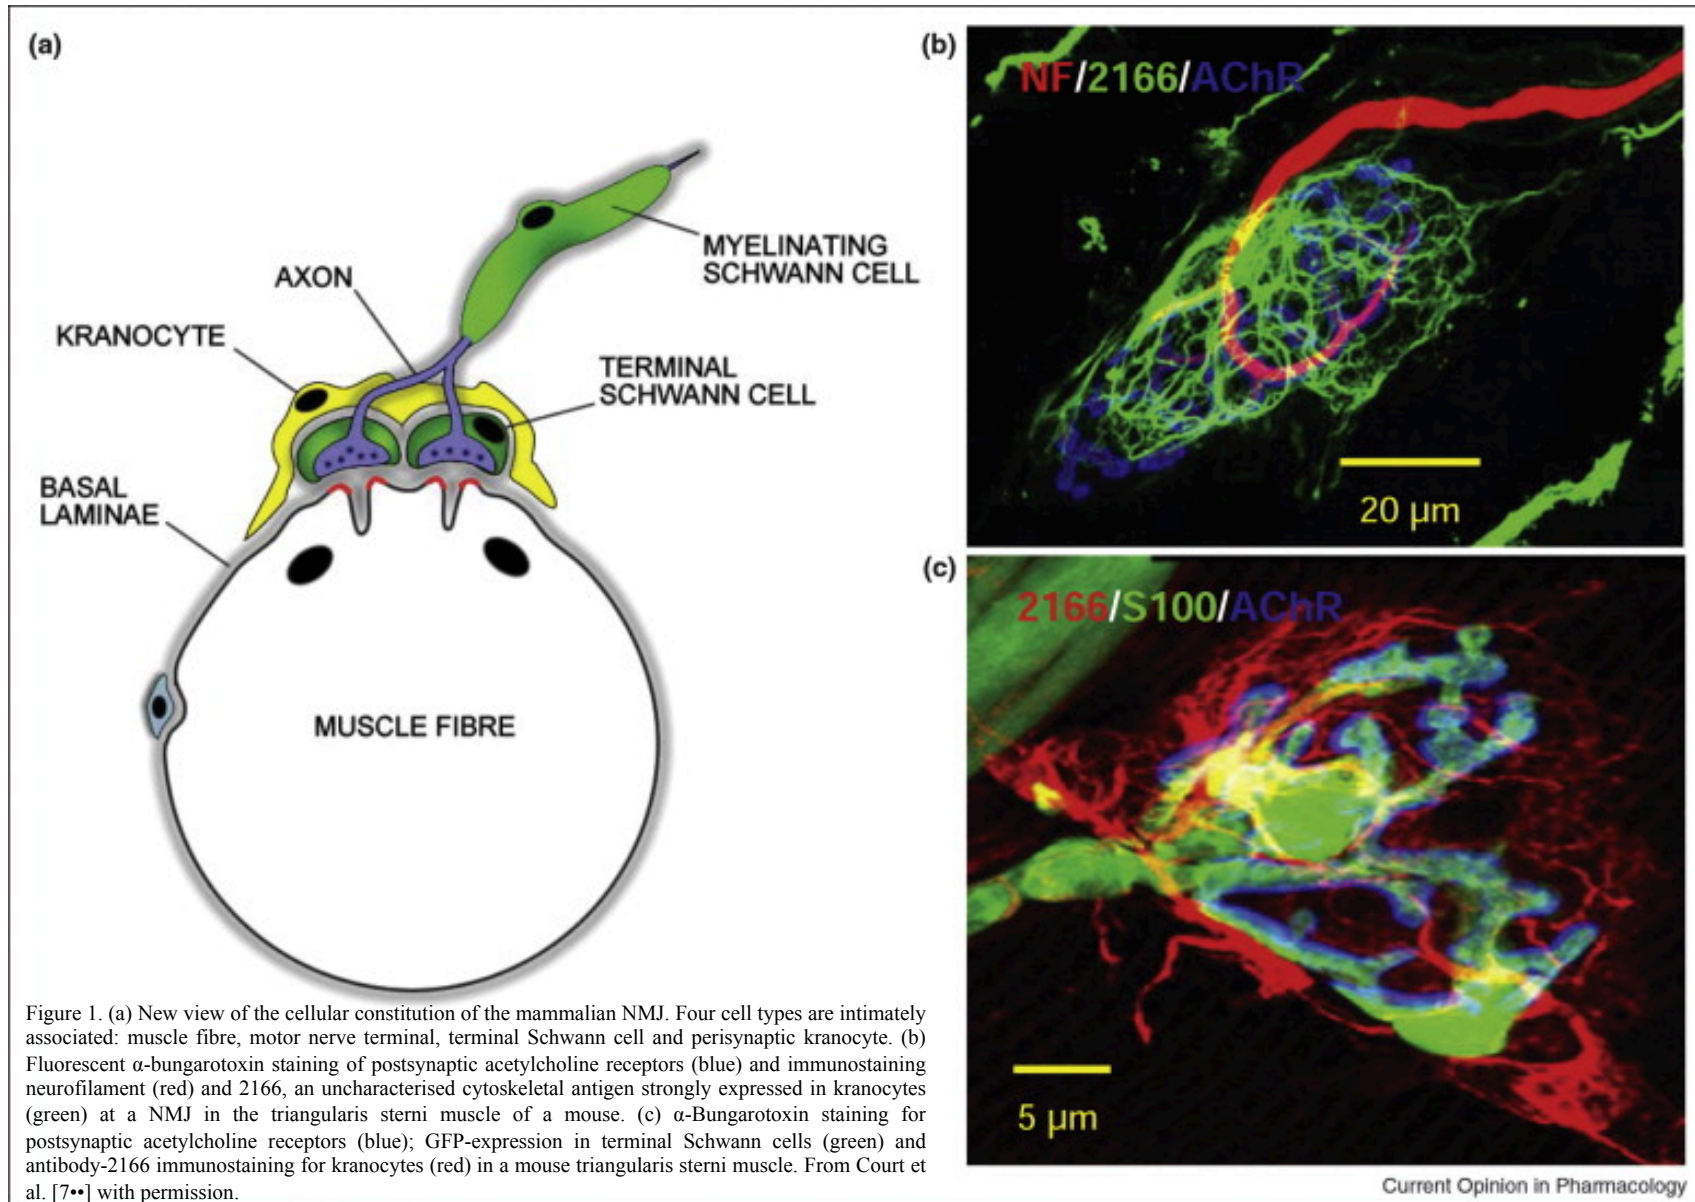 (a)
MYELINATING
SCHWANN CELL
AXON
KRANOCYTE
TERMINAL
SCHWANN CELL
BASAL
LAMINAE
MUSCLE FIBRE
(b)
NF/2166/AChR
20 µm
(c)
2166/S100/AChR
5 µm
Figure 1. (a) New view of the cellular constitution of the mammalian NMJ. Four cell types are intimately
associated: muscle fibre, motor nerve terminal, terminal Schwann cell and perisynaptic kranocyte. (b)
Fluorescent α-bungarotoxin staining of postsynaptic acetylcholine receptors (blue) and immunostaining
neurofilament (red) and 2166, an uncharacterised cytoskeletal antigen strongly expressed in kranocytes
(green) at a NMJ in the triangularis sterni muscle of a mouse. (c) α-Bungarotoxin staining for
postsynaptic acetylcholine receptors (blue); GFP-expression in terminal Schwann cells (green) and
antibody-2166 immunostaining for kranocytes (red) in a mouse triangularis sterni muscle. From Court et
al. [7••] with permission.
Current Opinion in Pharmacology